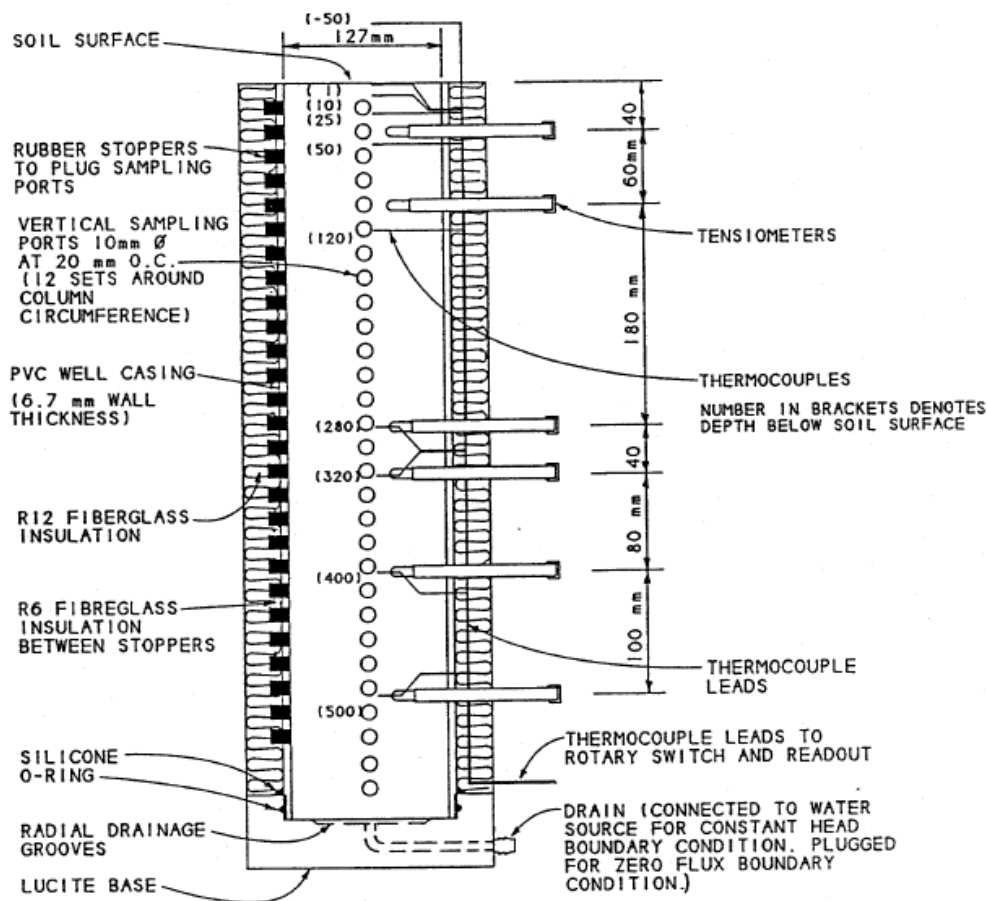 (-50)
127mm
SOIL SURFACE
( 1)
(10)
(25)
(50)
40
60mm
RUBBER STOPPERS
TO PLUG SAMPLING
PORTS
VERTICAL SAMPLING
PORTS 10mm Ø
AT 20 mm O.C.
(12 SETS AROUND
COLUMN
CIRCUMFERENCE)
(120)
TENSIOMETERS
180 mm
PVC WELL CASING
(6.7 mm WALL
THICKNESS)
THERMOCOUPLES
NUMBER IN BRACKETS DENOTES
DEPTH BELOW SOIL SURFACE
(280)
40
(320)
R12 FIBERGLASS
INSULATION
80 mm
(400)
R6 FIBREGLASS
INSULATION
BETWEEN STOPPERS
100 mm
THERMOCOUPLE
LEADS
(500)
SILICONE
O-RING
THERMOCOUPLE LEADS TO
ROTARY SWITCH AND READOUT
RADIAL DRAINAGE
GROOVES
DRAIN (CONNECTED TO WATER
SOURCE FOR CONSTANT HEAD
BOUNDARY CONDITION. PLUGGED
FOR ZERO FLUX BOUNDARY
CONDITION.)
LUCITE BASE